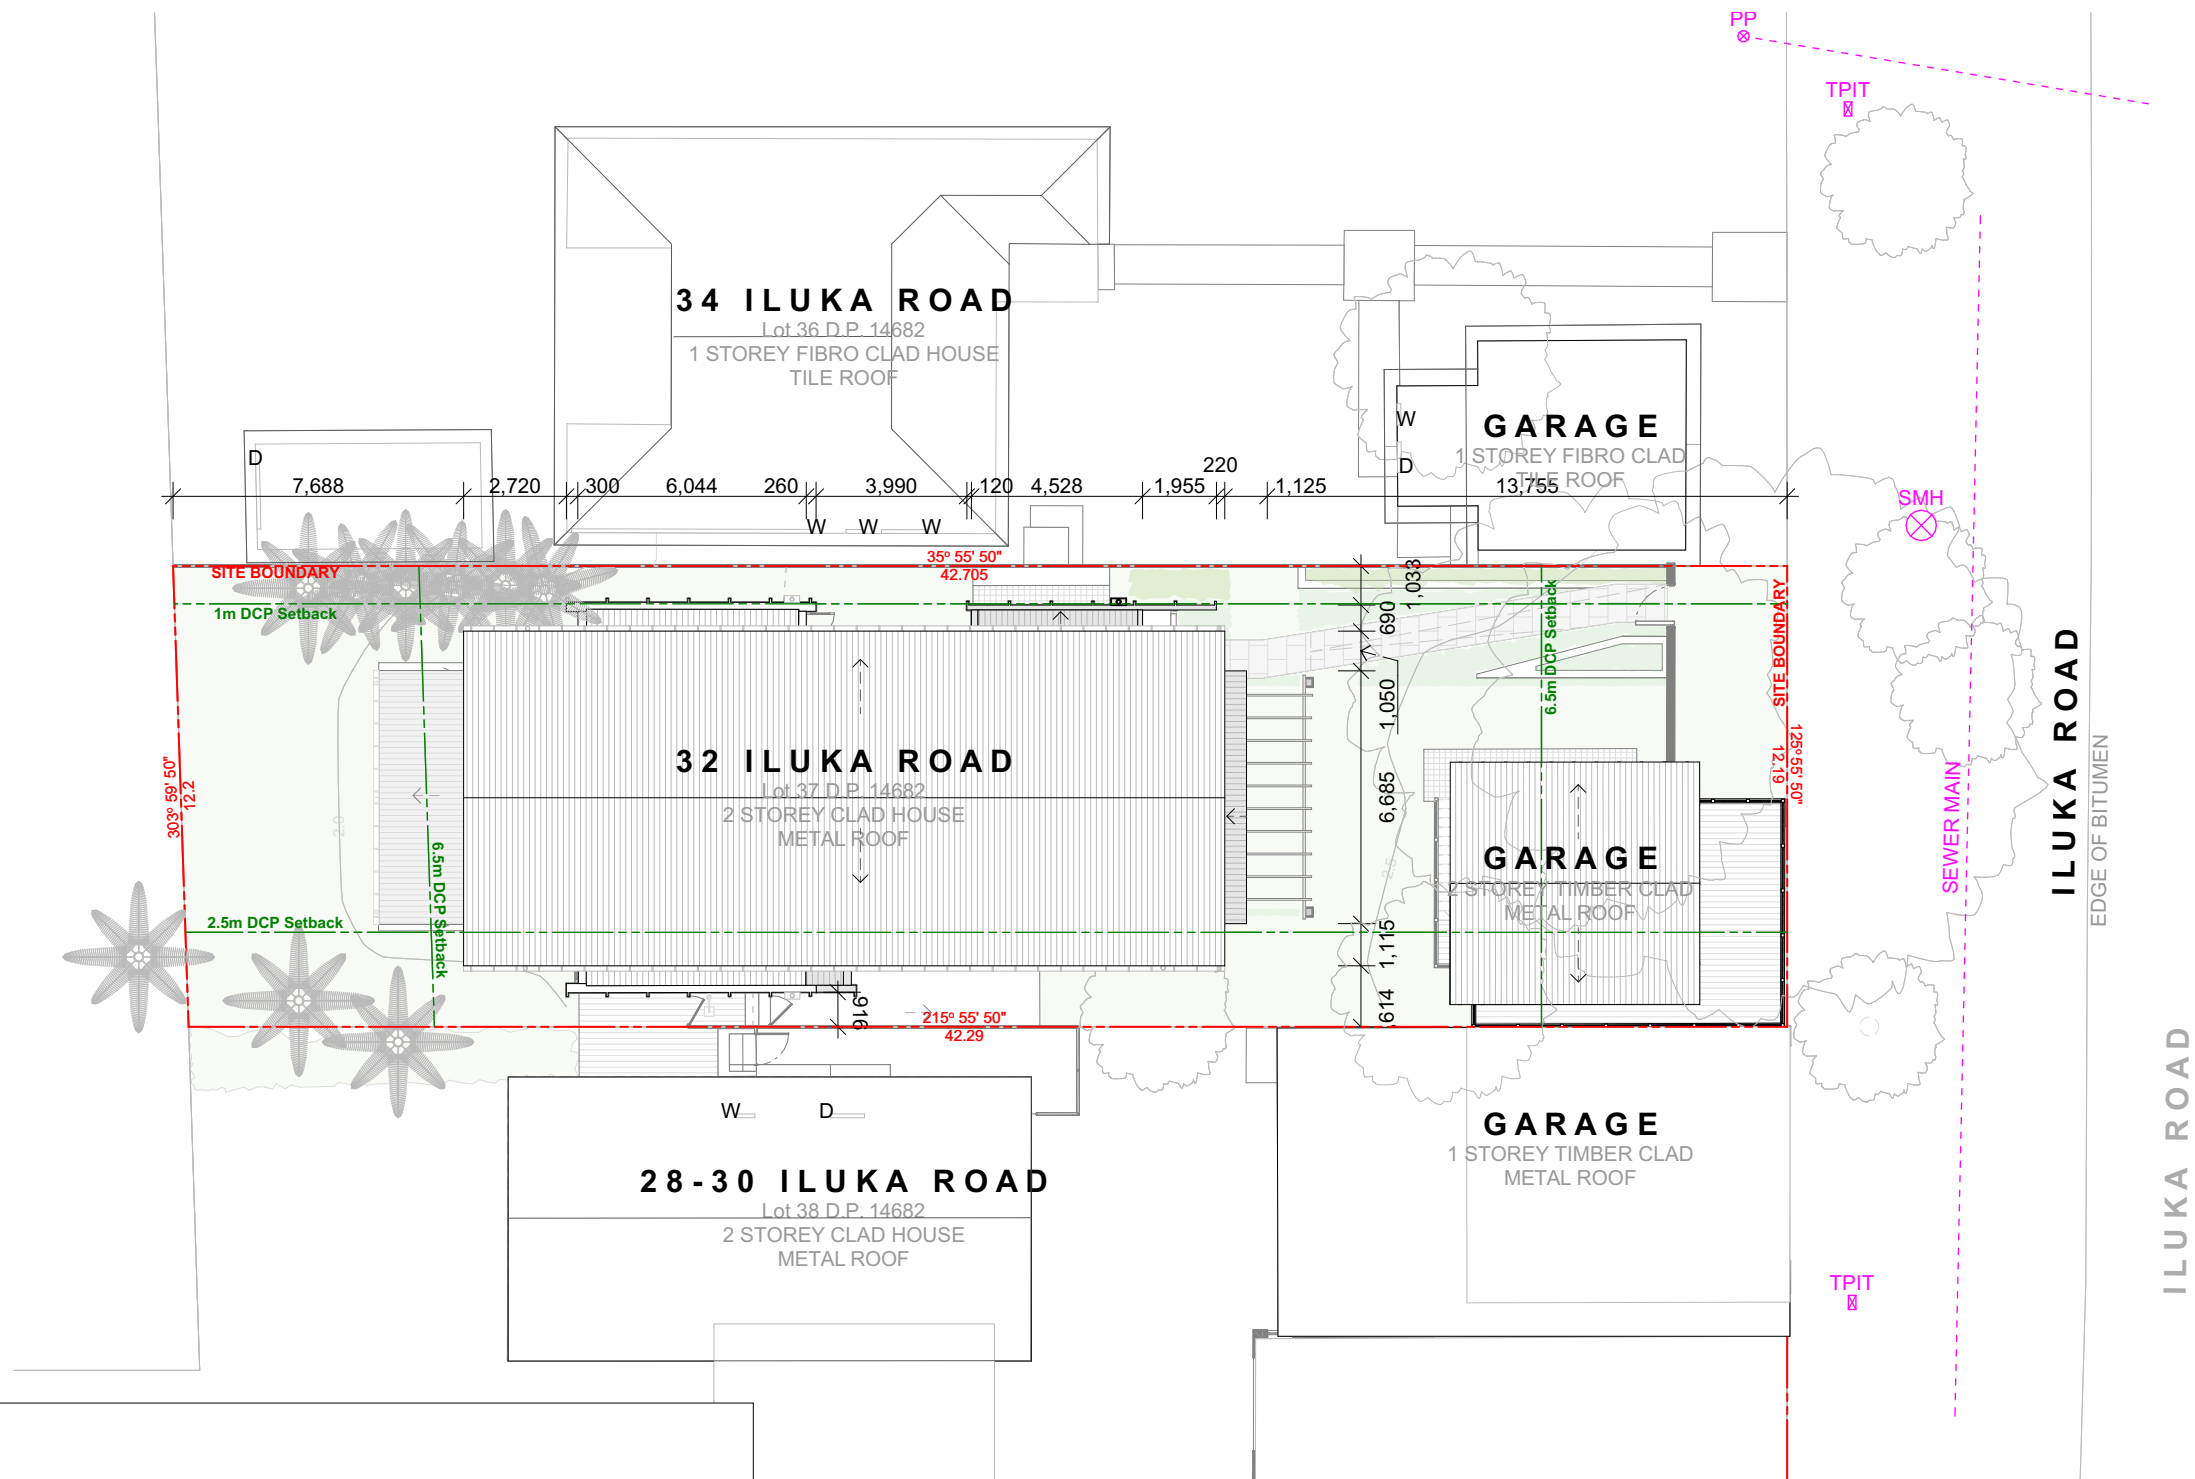 PP
TPIT
34 ILUKA ROAD
Lot 36 D.P. 14682
1 STOREY FIBRO CLAD HOUSE
TILE ROOF
W
D
GARAGE
1 STOREY FIBRO CLAD
TILE ROOF
D
220
7,688
2,720
300
6,044
260
3,990
120
4,528
1,955
1,125
13,755
SMH
W
W
W
35º 55' 50"
42.705
SITE BOUNDARY
1m DCP Setback
1,033
690
1,050
6,685
1,115
614
6.5m DCP Setback
SITE BOUNDARY
125º 55' 50"
12.19
303º 59' 50"
12.2
32 ILUKA ROAD
Lot 37 D.P. 14682
2 STOREY CLAD HOUSE
METAL ROOF
2.0
6.5m DCP Setback
2.5m DCP Setback
2.5
GARAGE
2 STOREY TIMBER CLAD
METAL ROOF
SEWER MAIN
ILUKA ROAD
EDGE OF BITUMEN
ILUKA ROAD
916
215º 55' 50"
42.29
W
D
28-30 ILUKA ROAD
Lot 38 D.P. 14682
2 STOREY CLAD HOUSE
METAL ROOF
GARAGE
1 STOREY TIMBER CLAD
METAL ROOF
TPIT